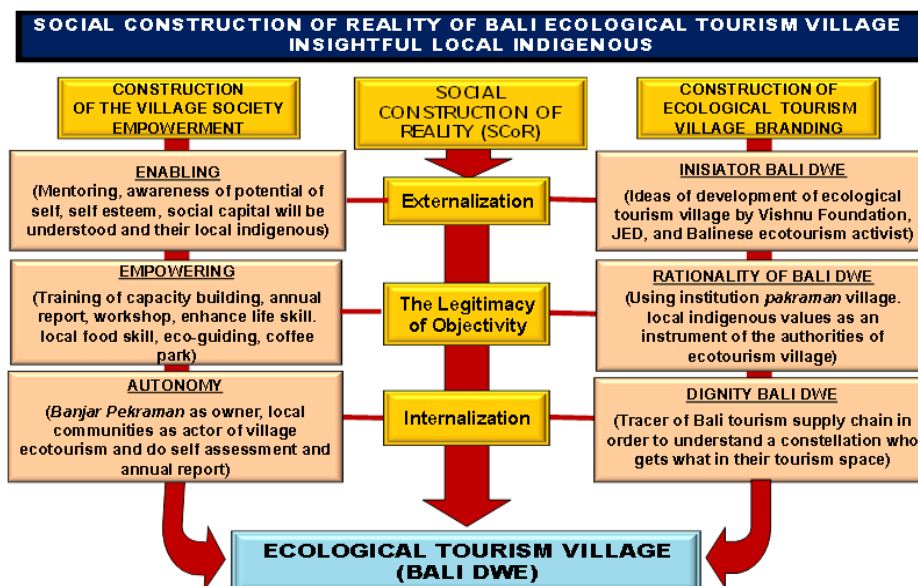 SOCIAL CONSTRUCTION OF REALITY OF BALI ECOLOGICAL TOURISM VILLAGE
INSIGHTFUL LOCAL INDIGENOUS
CONSTRUCTION
OF THE VILLAGE SOCIETY
EMPOWERMENT
ENABLING
(Mentoring, awareness of potential of
self, self esteem, social capital will be
understood and their local indigenous)
EMPOWERING
(Training of capacity building, annual
report, workshop, enhance life skill.
local food skill, eco-guiding, coffee
park)
AUTONOMY
(Banjar Pekraman as owner, local
communities as actor of village
ecotourism and do self assessment and
annual report)
SOCIAL
CONSTRUCTION OF
REALITY (SCoR)
Externalization
The Legitimacy
of Objectivity
Internalization
CONSTRUCTION OF
ECOLOGICAL TOURISM
VILLAGE BRANDING
INISIATOR BALI DWE
(Ideas of development of ecological
tourism village by Vishnu Foundation,
JED, and Balinese ecotourism activist)
RATIONALITY OF BALI DWE
(Using institution pakraman village.
local indigenous values as an
instrument of the authorities of
ecotourism village)
DIGNITY BALI DWE
(Tracer of Bali tourism supply chain in
order to understand a constellation who
gets what in their tourism space)
ECOLOGICAL TOURISM VILLAGE
(BALI DWE)